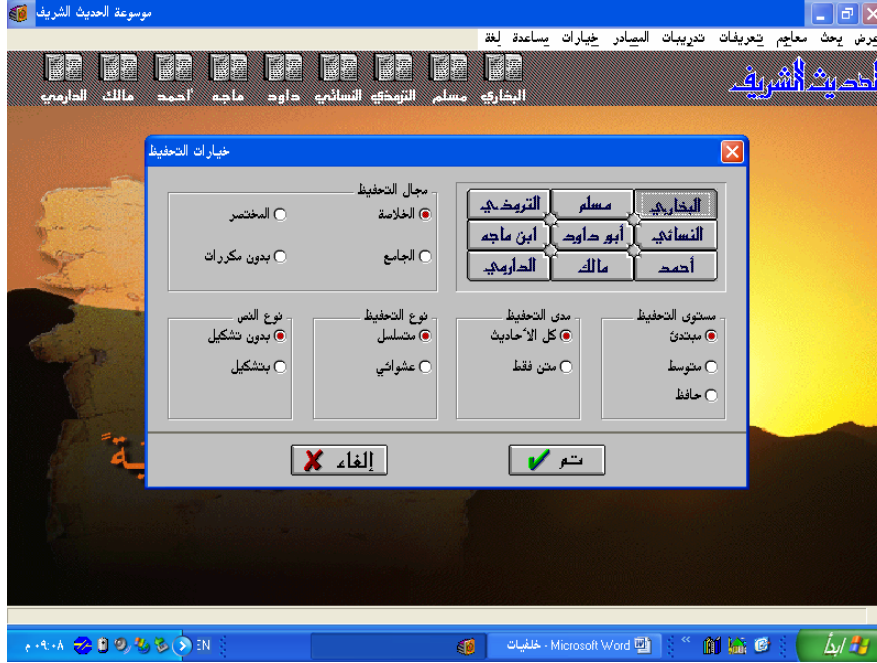 موسوعة الحديث الشريف
عرض بحث معاجم تعريفات تدريبات المصادر خيارات مساعدة لغة
الحديث الشريف
البخاري مسلم الترمذي النسائي داود ماجه أحمد مالك الدارمي
خيارات التحفيظ
البخاري مسلم الترمذي
النسائي أبو داود ابن ماجه
أحمد مالك الدارمي
مجال التحفيظ
الخلاصة المختصر
الجامع بدون مكررات
مستوى التحفيظ
مبتدئ
متوسط
حافظ
مدى التحفيظ
كل الأحاديث
متن فقط
نوع التحفيظ
متسلسل
عشوائي
نوع النص
بدون تشكيل
بتشكيل
تم إلغاء
ابدأ
خلفيات - Microsoft Word
EN
٠٩:٠٨ م